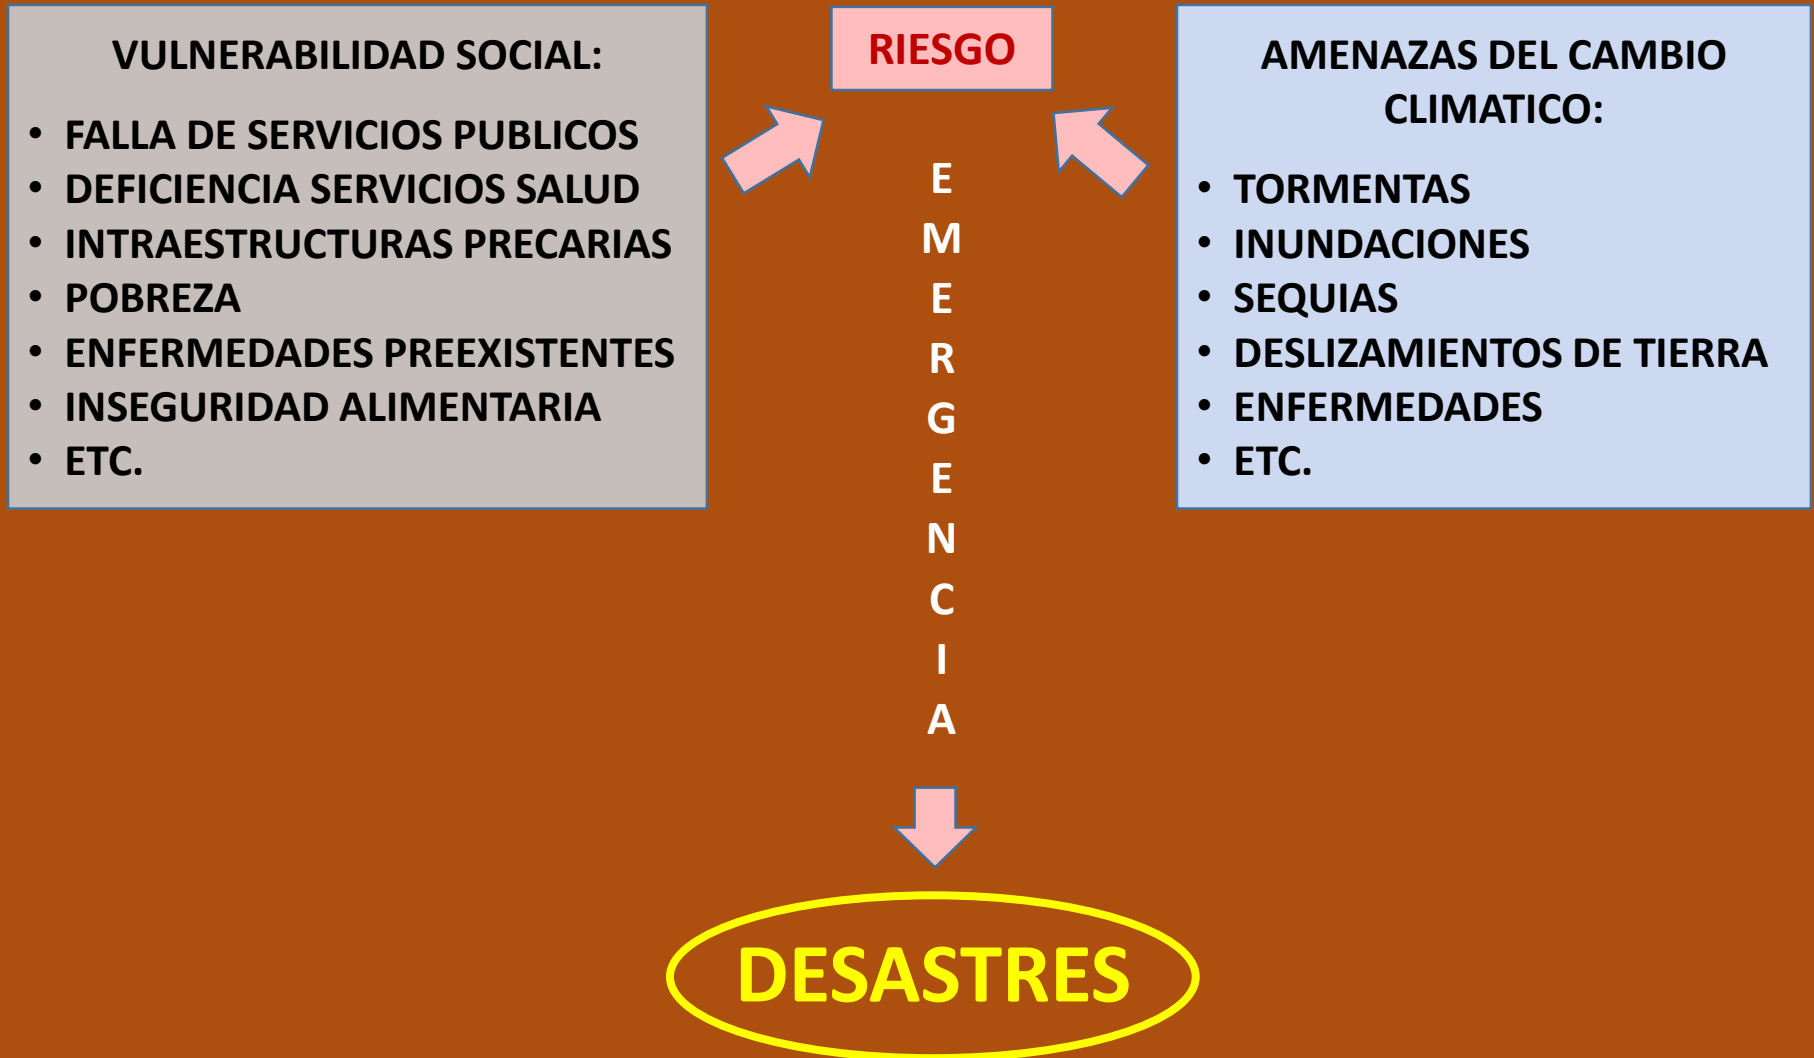 VULNERABILIDAD SOCIAL:
• FALLA DE SERVICIOS PUBLICOS
• DEFICIENCIA SERVICIOS SALUD
• INTRAESTRUCTURAS PRECARIAS
• POBREZA
• ENFERMEDADES PREEXISTENTES
• INSEGURIDAD ALIMENTARIA
• ETC.
RIESGO
E
M
E
R
G
E
N
C
I
A
AMENAZAS DEL CAMBIO
CLIMATICO:
• TORMENTAS
• INUNDACIONES
• SEQUIAS
• DESLIZAMIENTOS DE TIERRA
• ENFERMEDADES
• ETC.
DESASTRES